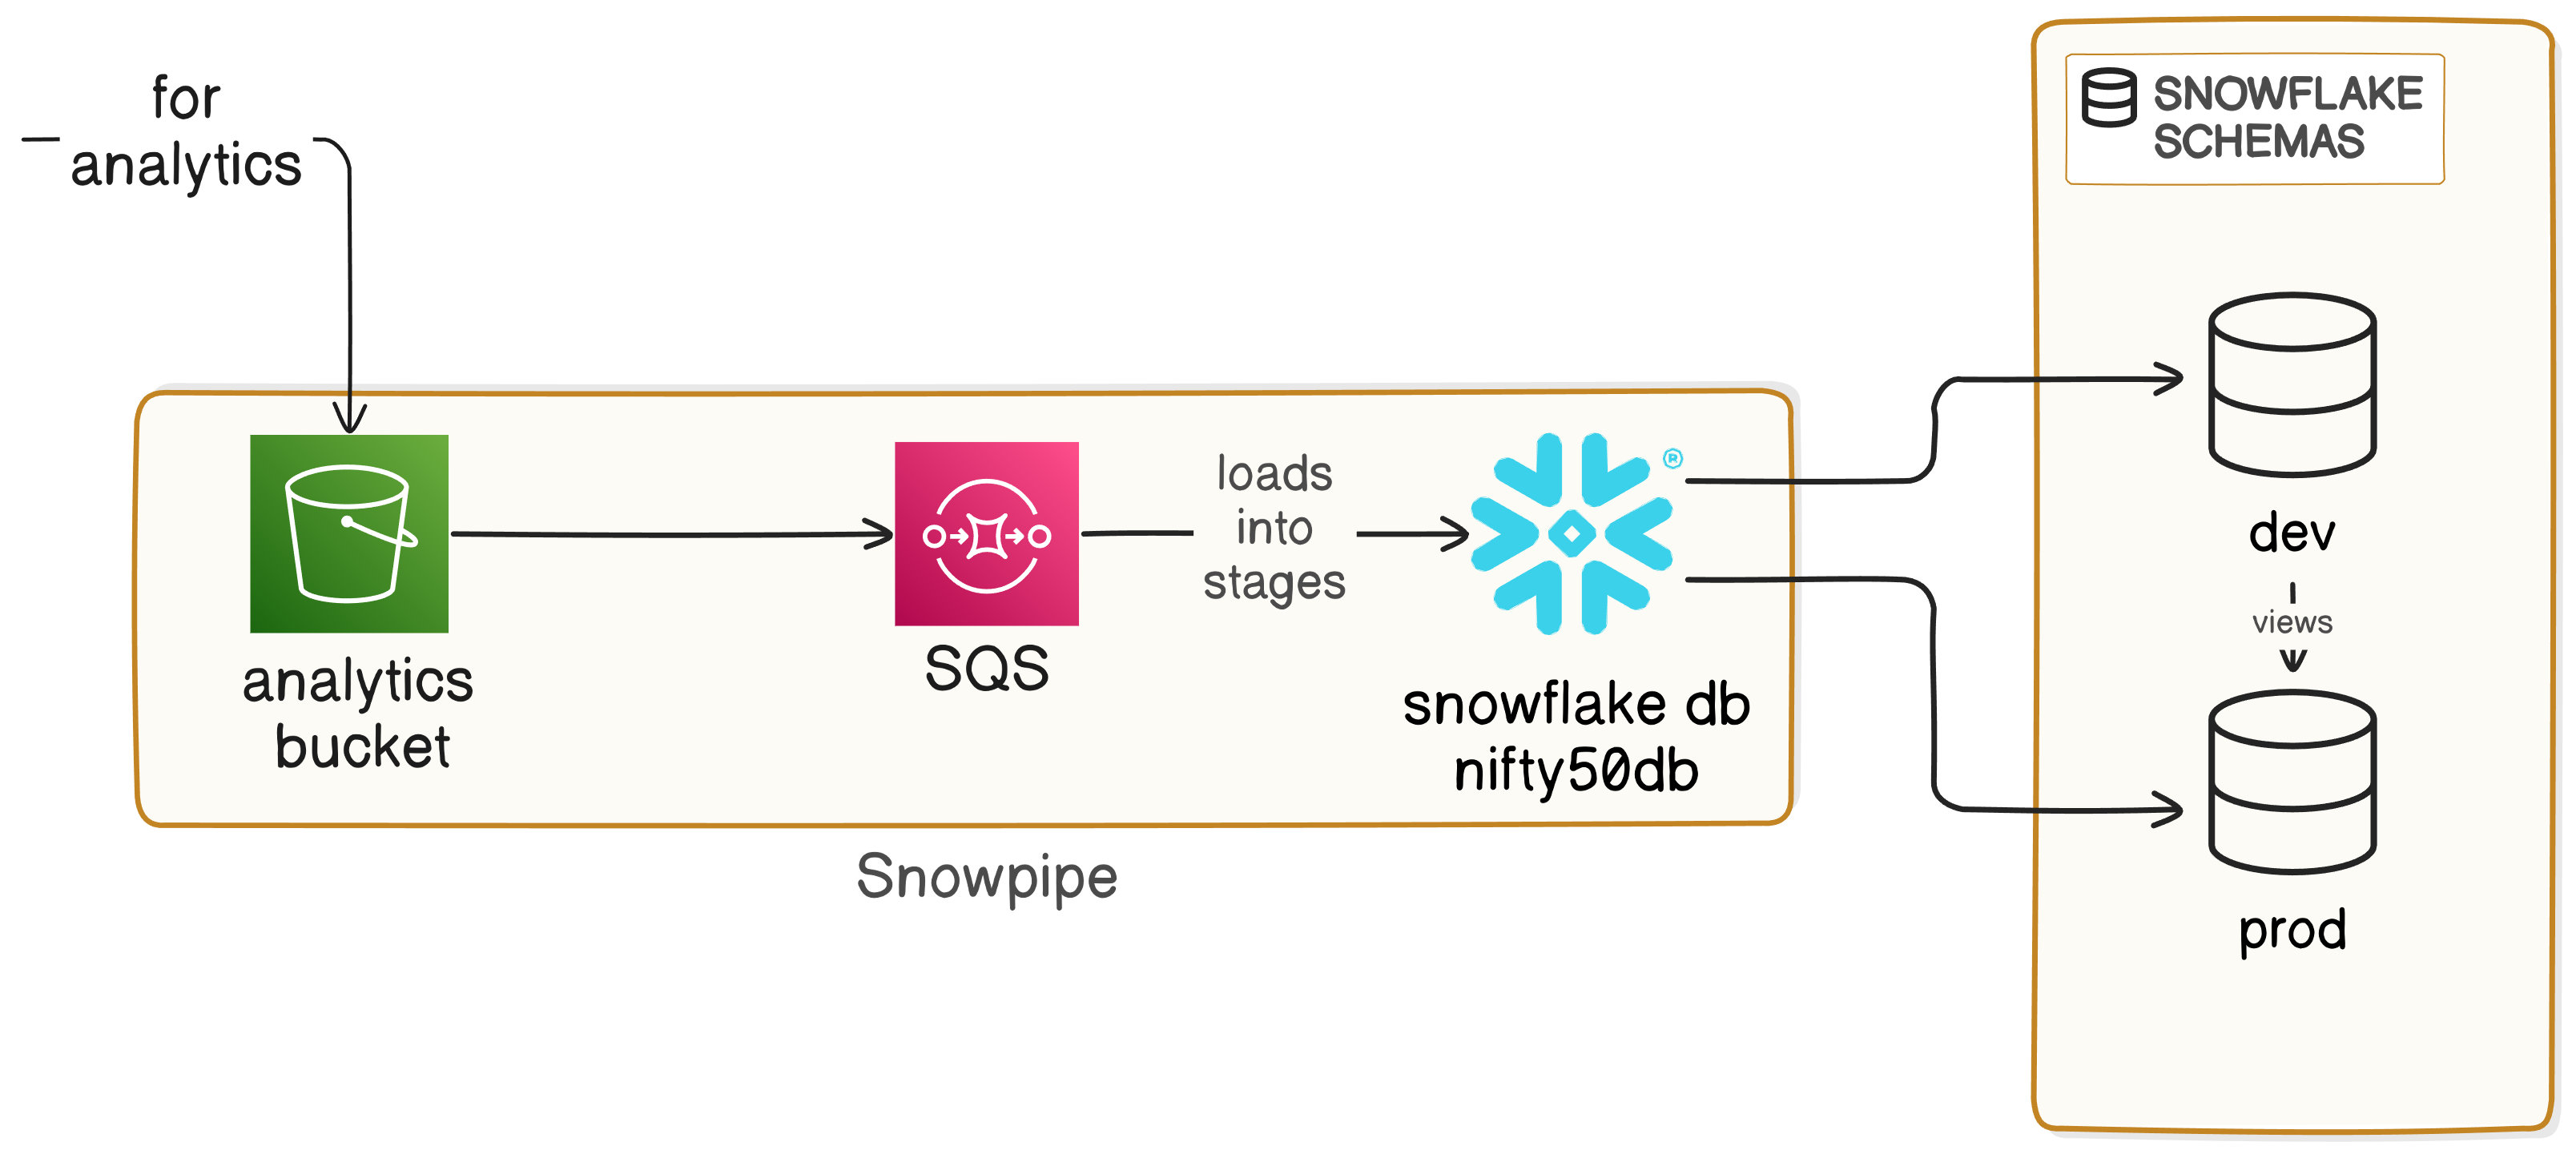 for
analytics
SNOWFLAKE
SCHEMAS
loads
into
stages
®
dev
views
analytics
bucket
SQS
snowflake db
nifty50db
prod
Snowpipe